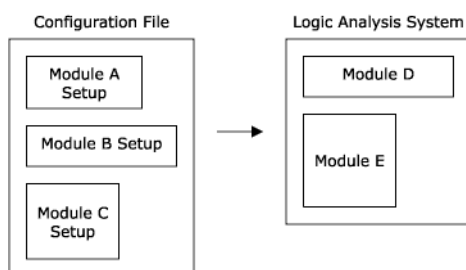 Configuration File
Module A
Setup
Module B Setup
Module C
Setup
Logic Analysis System
Module D
Module E